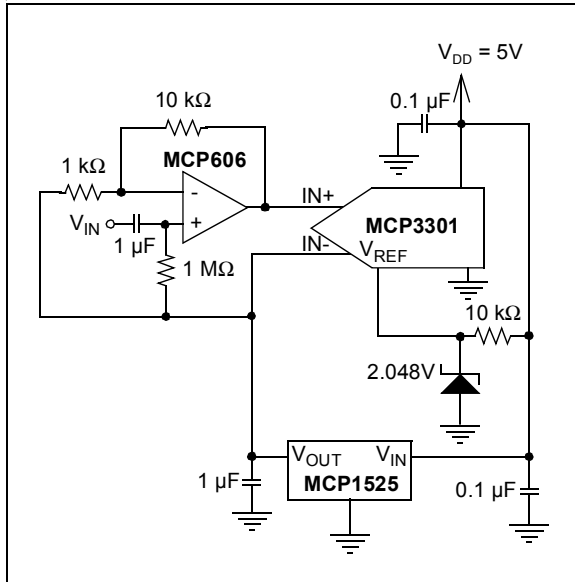 V_DD = 5V
0.1 µF
10 kΩ
MCP606
1 kΩ
-
+
V_IN
1 µF
1 MΩ
IN+
IN-
MCP3301
V_REF
10 kΩ
2.048V
V_OUT V_IN
MCP1525
1 µF
0.1 µF